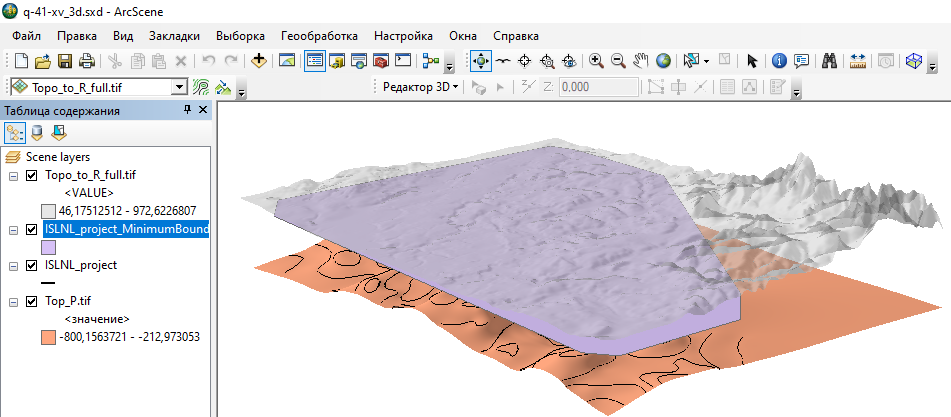 q-41-xv_3d.sxd - ArcScene
Файл Правка Вид Закладки Выборка Геообработка Настройка Окна Справка
Topo_to_R_full.tif Редактор 3D Z: 0,000
Таблица содержания
Scene layers
Topo_to_R_full.tif
<VALUE>
46,17512512 - 972,6226807
ISLNL_project_MinimumBound
ISLNL_project
Top_P.tif
<значение>
-800,1563721 - -212,973053